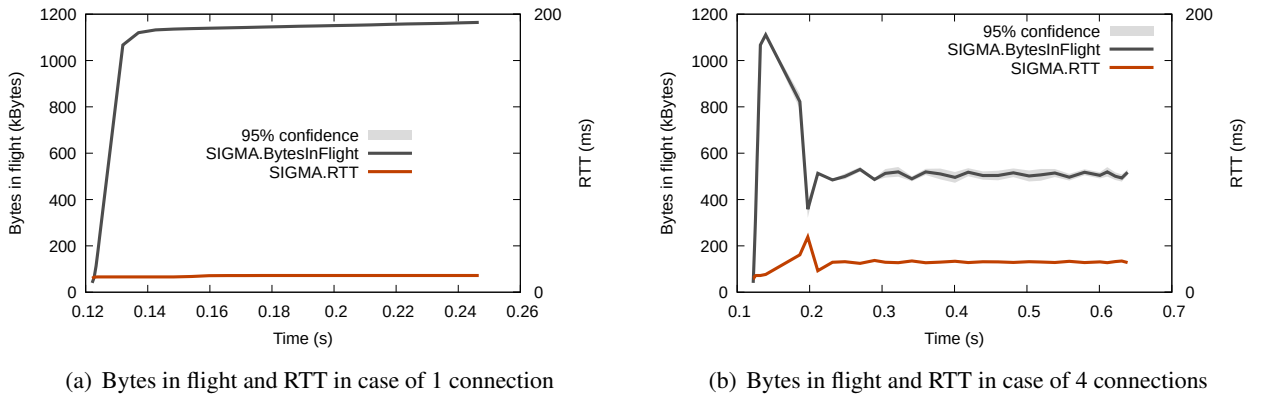 1200
1000
800
600
400
200
0
Bytes in flight (kBytes)
200
0
RTT (ms)
95% confidence
SIGMA.BytesInFlight
SIGMA.RTT
0.12 0.14 0.16 0.18 0.2 0.22 0.24 0.26
Time (s)
(a) Bytes in flight and RTT in case of 1 connection
1200
1000
800
600
400
200
0
Bytes in flight (kBytes)
200
0
RTT (ms)
95% confidence
SIGMA.BytesInFlight
SIGMA.RTT
0.1 0.2 0.3 0.4 0.5 0.6 0.7
Time (s)
(b) Bytes in flight and RTT in case of 4 connections